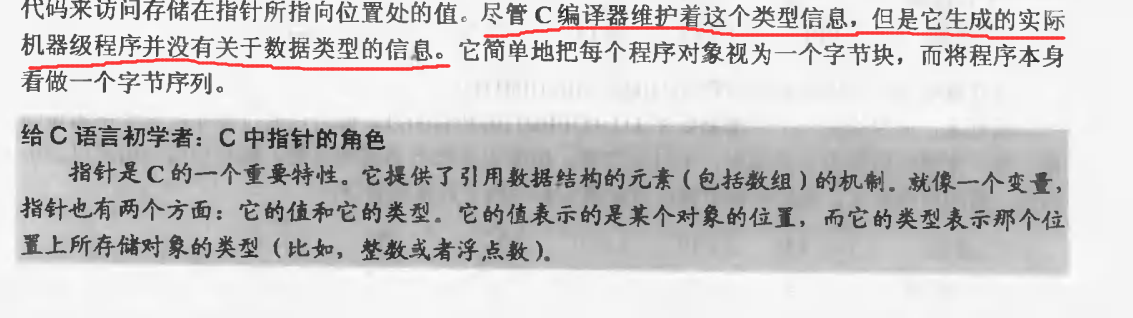 代码来访问存储在指针所指向位置处的值。尽管 C 编译器维护着这个类型信息，但是它生成的实际
机器级程序并没有关于数据类型的信息。它简单地把每个程序对象视为一个字节块，而将程序本身
看做一个字节序列。
给 C 语言初学者：C 中指针的角色
指针是 C 的一个重要特性。它提供了引用数据结构的元素（包括数组）的机制。就像一个变量，
指针也有两个方面：它的值和它的类型。它的值表示的是某个对象的位置，而它的类型表示那个位
置上所存储对象的类型（比如，整数或者浮点数）。